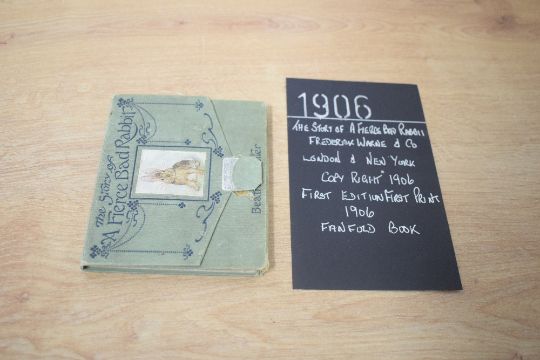 The Story of
A Fierce Bad Rabbit
Bea
1906
THE STORY OF A FIERCE BAD RABBIT
FREDERICK WARNE & CO
LONDON & NEW YORK
COPY RIGHT 1906
FIRST EDITION FIRST PRINT
1906
FANFOLD BOOK